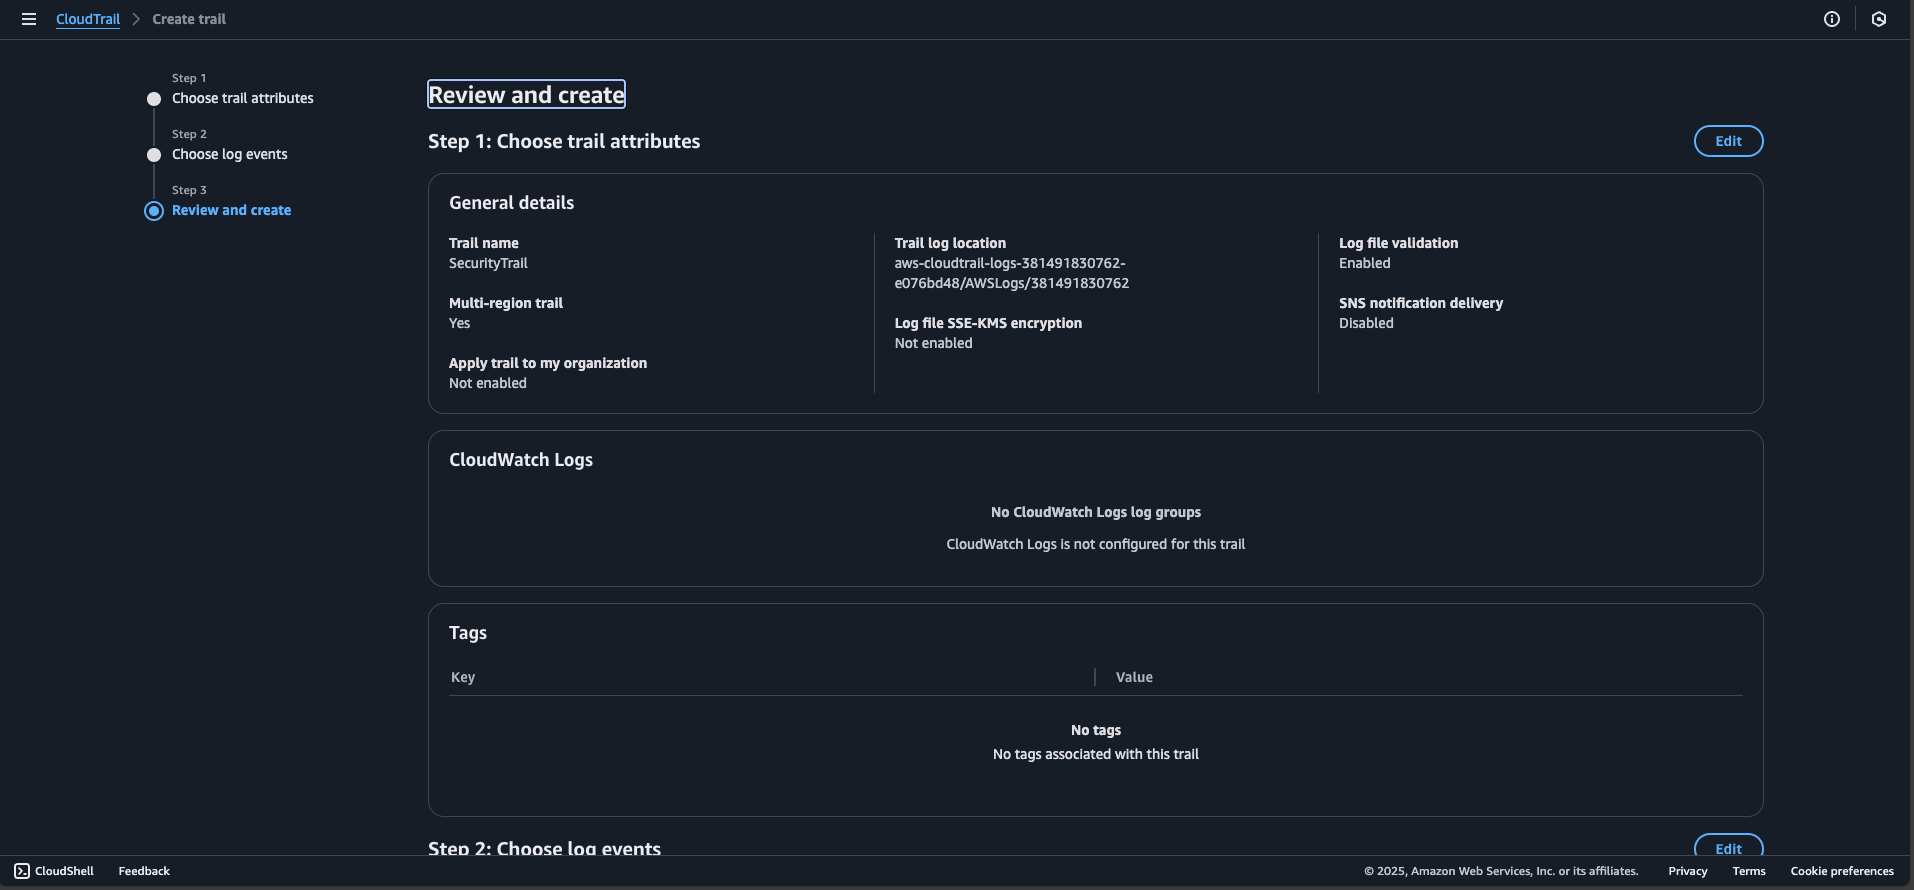 CloudTrail
Create trail
Step 1
Choose trail attributes
Step 2
Choose log events
Step 3
Review and create
Review and create
Step 1: Choose trail attributes
Edit
General details
Trail name
SecurityTrail
Multi-region trail
Yes
Apply trail to my organization
Not enabled
Trail log location
aws-cloudtrail-logs-381491830762-
e076bd48/AWSLogs/381491830762
Log file SSE-KMS encryption
Not enabled
Log file validation
Enabled
SNS notification delivery
Disabled
CloudWatch Logs
No CloudWatch Logs log groups
CloudWatch Logs is not configured for this trail
Tags
Key
Value
No tags
No tags associated with this trail
Step 2: Choose log events
Edit
CloudShell
Feedback
© 2025, Amazon Web Services, Inc. or its affiliates.
Privacy
Terms
Cookie preferences